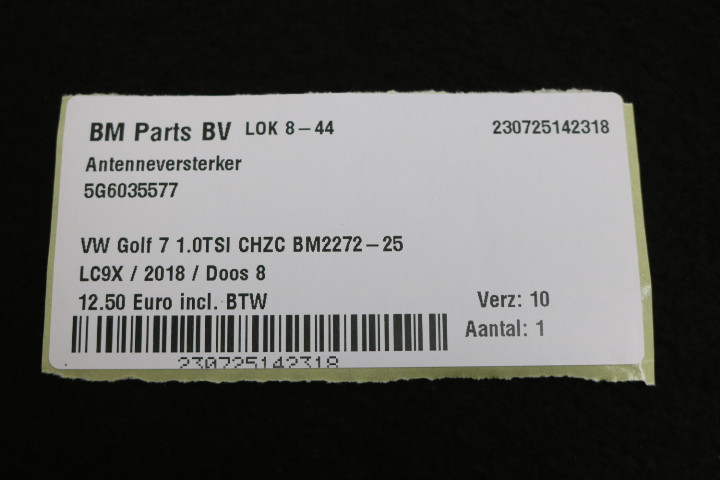 BM Parts BV LOK 8-44 230725142318
Antenneversterker
5G6035577
VW Golf 7 1.0TSI CHZC BM2272-25
LC9X / 2018 / Doos 8
12.50 Euro incl. BTW Verz: 10
Aantal: 1
230725142318